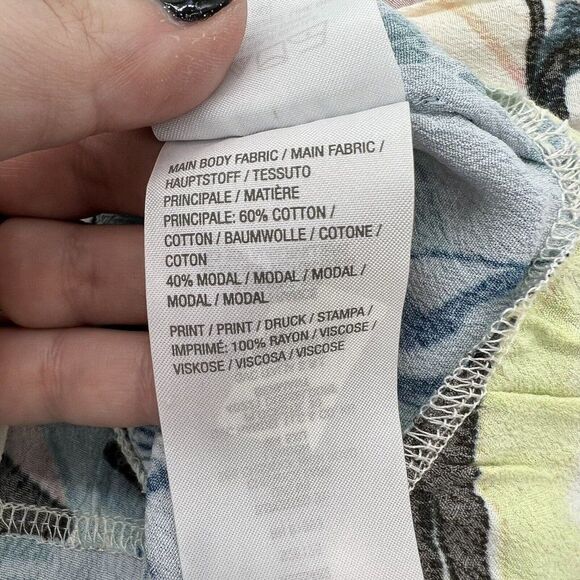 MAIN BODY FABRIC / MAIN FABRIC /
HAUPTSTOFF / TESSUTO
PRINCIPALE / MATIÈRE
PRINCIPALE: 60% COTTON /
COTTON / BAUMWOLLE / COTONE /
COTON
40% MODAL / MODAL / MODAL /
MODAL / MODAL
PRINT / PRINT / DRUCK / STAMPA /
IMPRIMÉ: 100% RAYON / VISCOSE /
VISKOSE / VISCOSA / VISCOSE